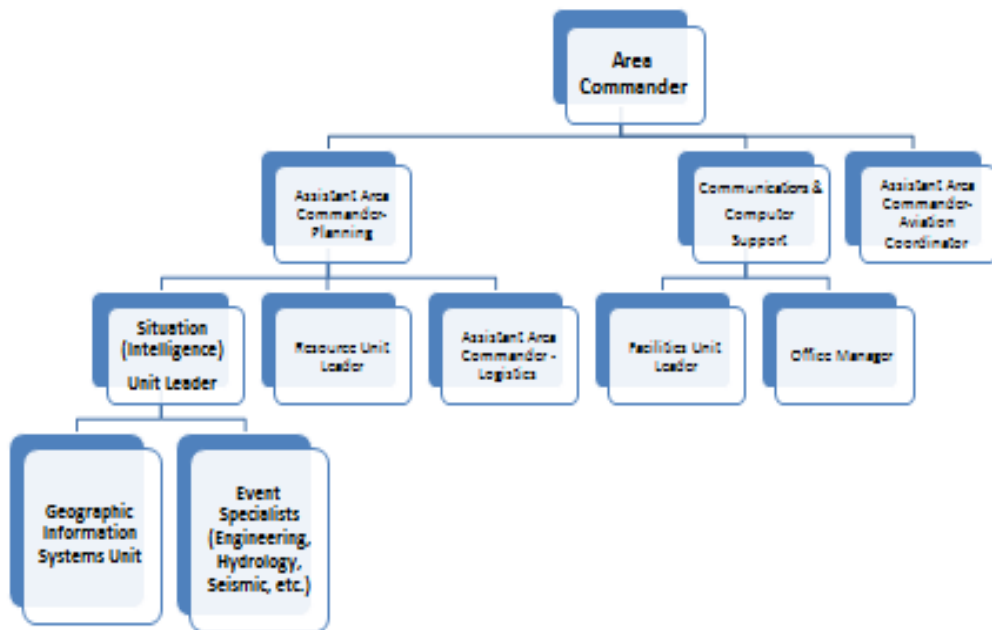 Area
Commander
Assistant Area
Commander-
Planning
Communications &
Computer
Support
Assistant Area
Commander-
Aviation
Coordinator
Situation
(Intelligence)
Unit Leader
Resource Unit
Leader
Assistant Area
Commander -
Logistics
Facilities Unit
Leader
Office Manager
Geographic
Information
Systems Unit
Event
Specialists
(Engineering,
Hydrology,
Seismic, etc.)